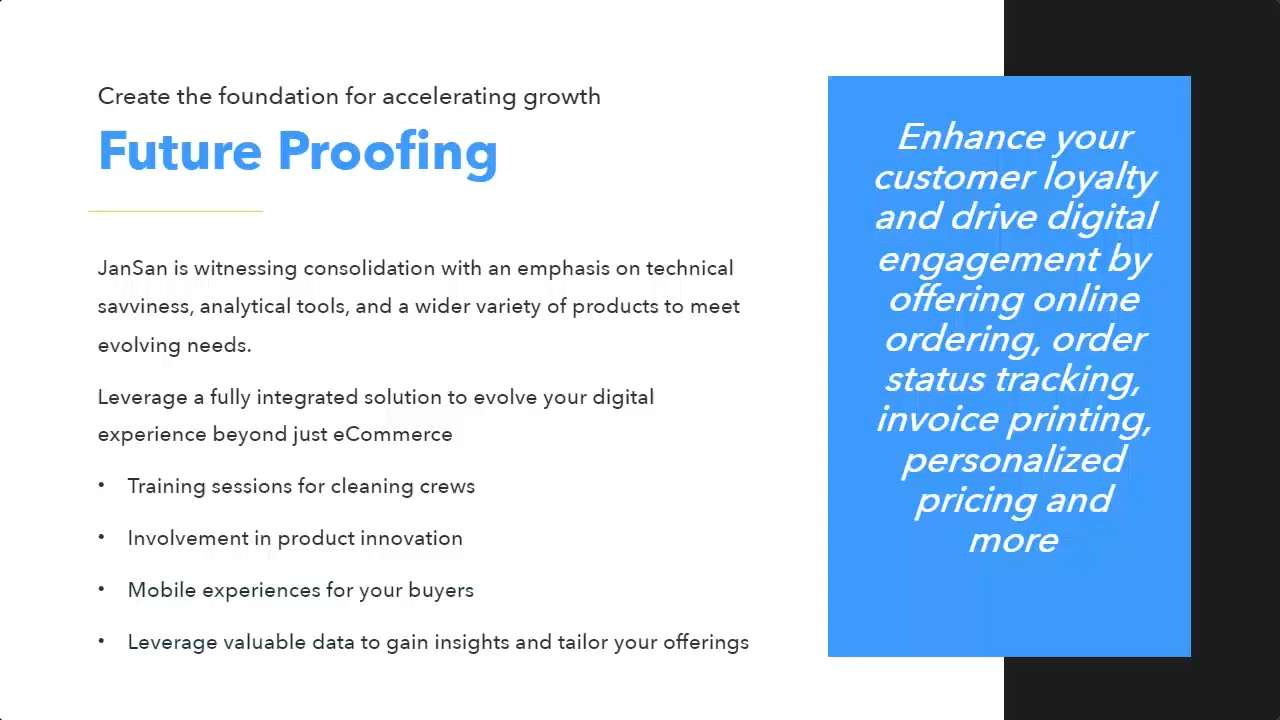 Create the foundation for accelerating growth
Future Proofing
JanSan is witnessing consolidation with an emphasis on technical
savviness, analytical tools, and a wider variety of products to meet
evolving needs.
Leverage a fully integrated solution to evolve your digital
experience beyond just eCommerce
• Training sessions for cleaning crews
• Involvement in product innovation
• Mobile experiences for your buyers
• Leverage valuable data to gain insights and tailor your offerings
Enhance your
customer loyalty
and drive digital
engagement by
offering online
ordering, order
status tracking,
invoice printing,
personalized
pricing and
more